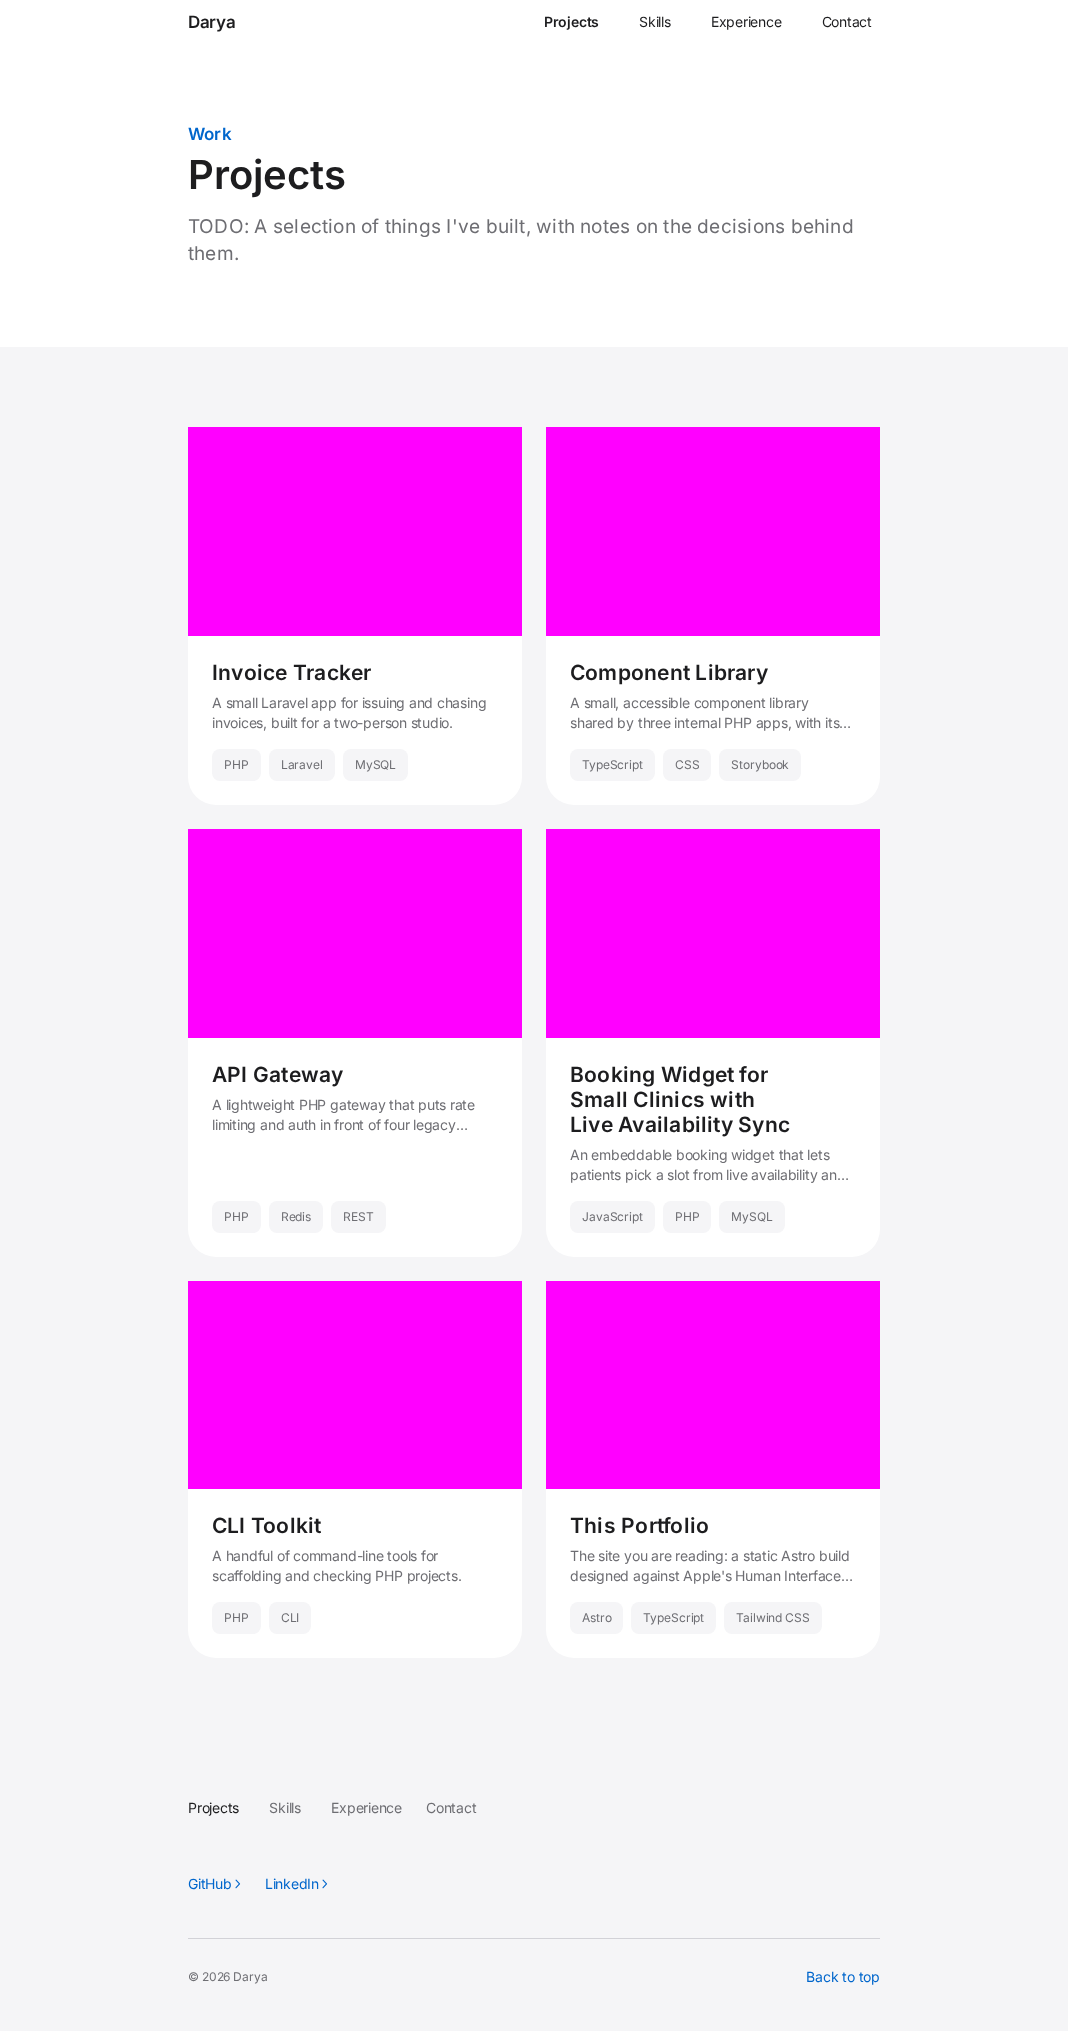 Darya
Projects Skills Experience Contact
Work
Projects
TODO: A selection of things I've built, with notes on the decisions behind
them.
Invoice Tracker
A small Laravel app for issuing and chasing
invoices, built for a two-person studio.
PHP Laravel MySQL
Component Library
A small, accessible component library
shared by three internal PHP apps, with its...
TypeScript CSS Storybook
API Gateway
A lightweight PHP gateway that puts rate
limiting and auth in front of four legacy...
PHP Redis REST
Booking Widget for
Small Clinics with
Live Availability Sync
An embeddable booking widget that lets
patients pick a slot from live availability an...
JavaScript PHP MySQL
CLI Toolkit
A handful of command-line tools for
scaffolding and checking PHP projects.
PHP CLI
This Portfolio
The site you are reading: a static Astro build
designed against Apple's Human Interface...
Astro TypeScript Tailwind CSS
Projects Skills Experience Contact
GitHub LinkedIn
© 2026 Darya
Back to top